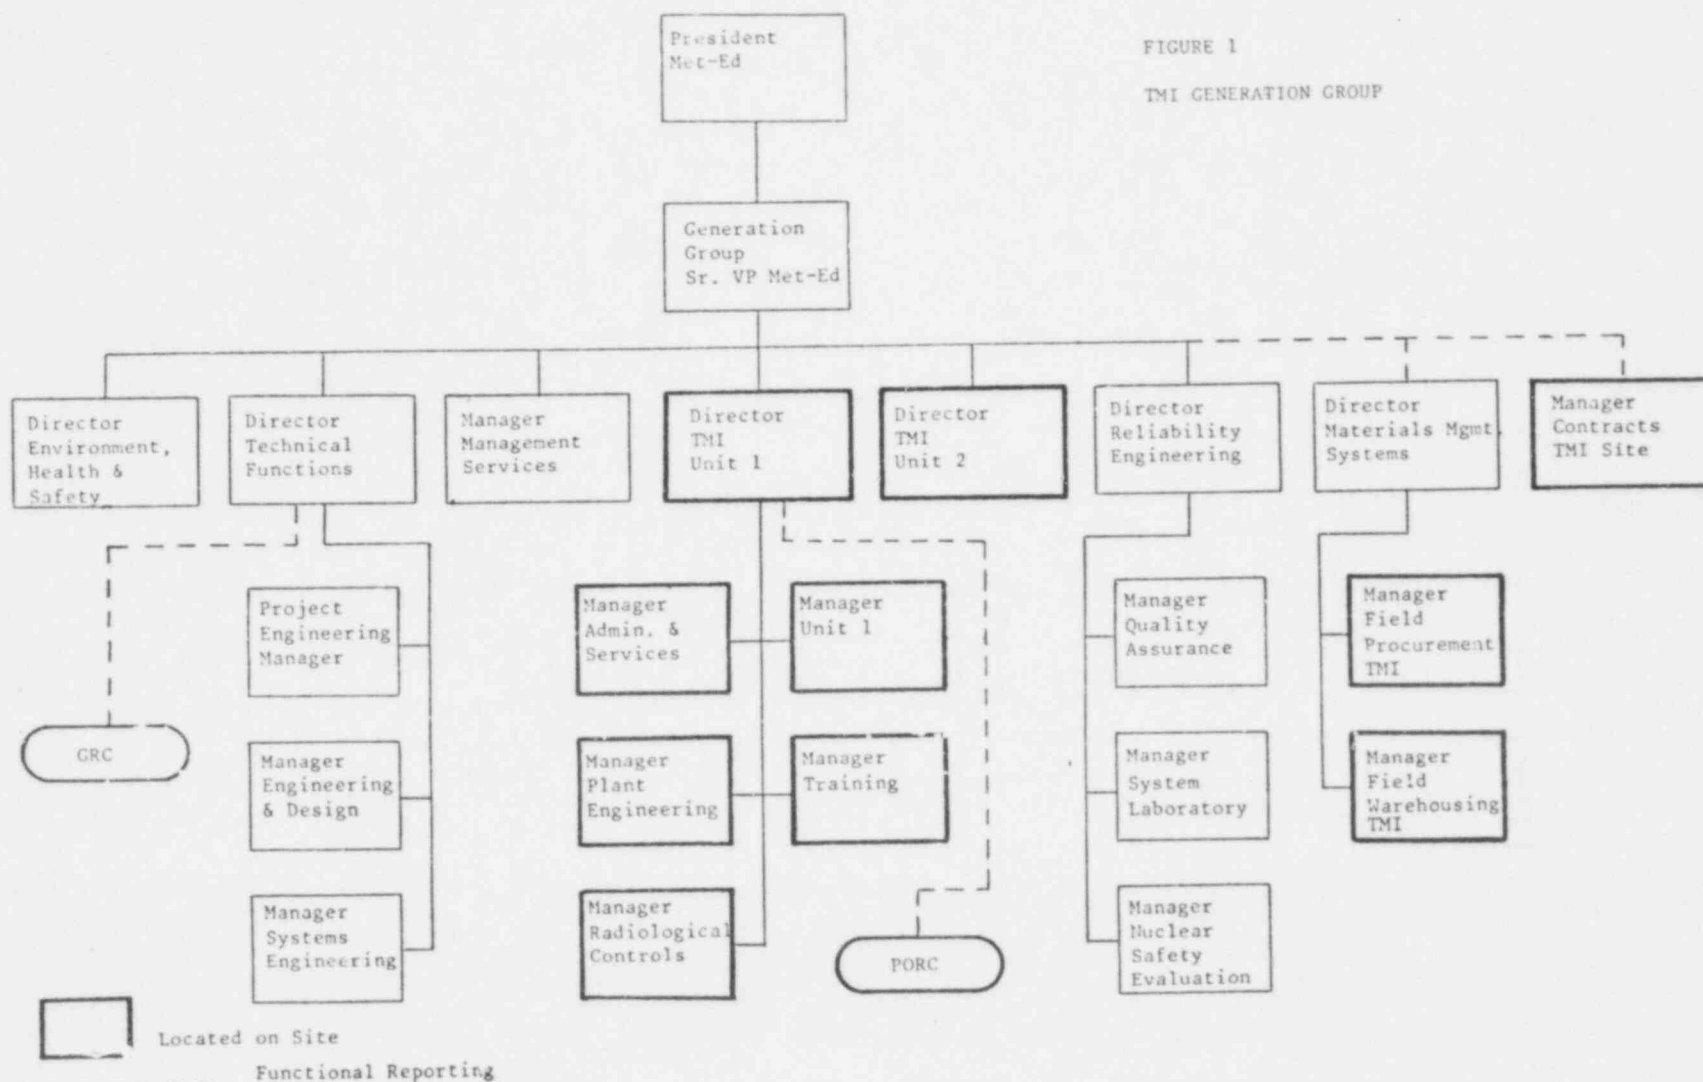 President
Met-Ed
FIGURE 1
TMI GENERATION GROUP
Generation
Group
Sr. VP Met-Ed
Director
Environment,
Health &
Safety
Director
Technical
Functions
Manager
Management
Services
Director
TMI
Unit 1
Director
TMI
Unit 2
Director
Reliability
Engineering
Director
Materials Mgmt.
Systems
Manager
Contracts
TMI Site
Project
Engineering
Manager
Manager
Admin. &
Services
Manager
Unit 1
Manager
Quality
Assurance
Manager
Field
Procurement
TMI
GRC
Manager
Engineering
& Design
Manager
Plant
Engineering
Manager
Training
Manager
System
Laboratory
Manager
Field
Warehousing
TMI
Manager
Systems
Engineering
Manager
Radiological
Controls
PORC
Manager
Nuclear
Safety
Evaluation
Located on Site
Functional Reporting